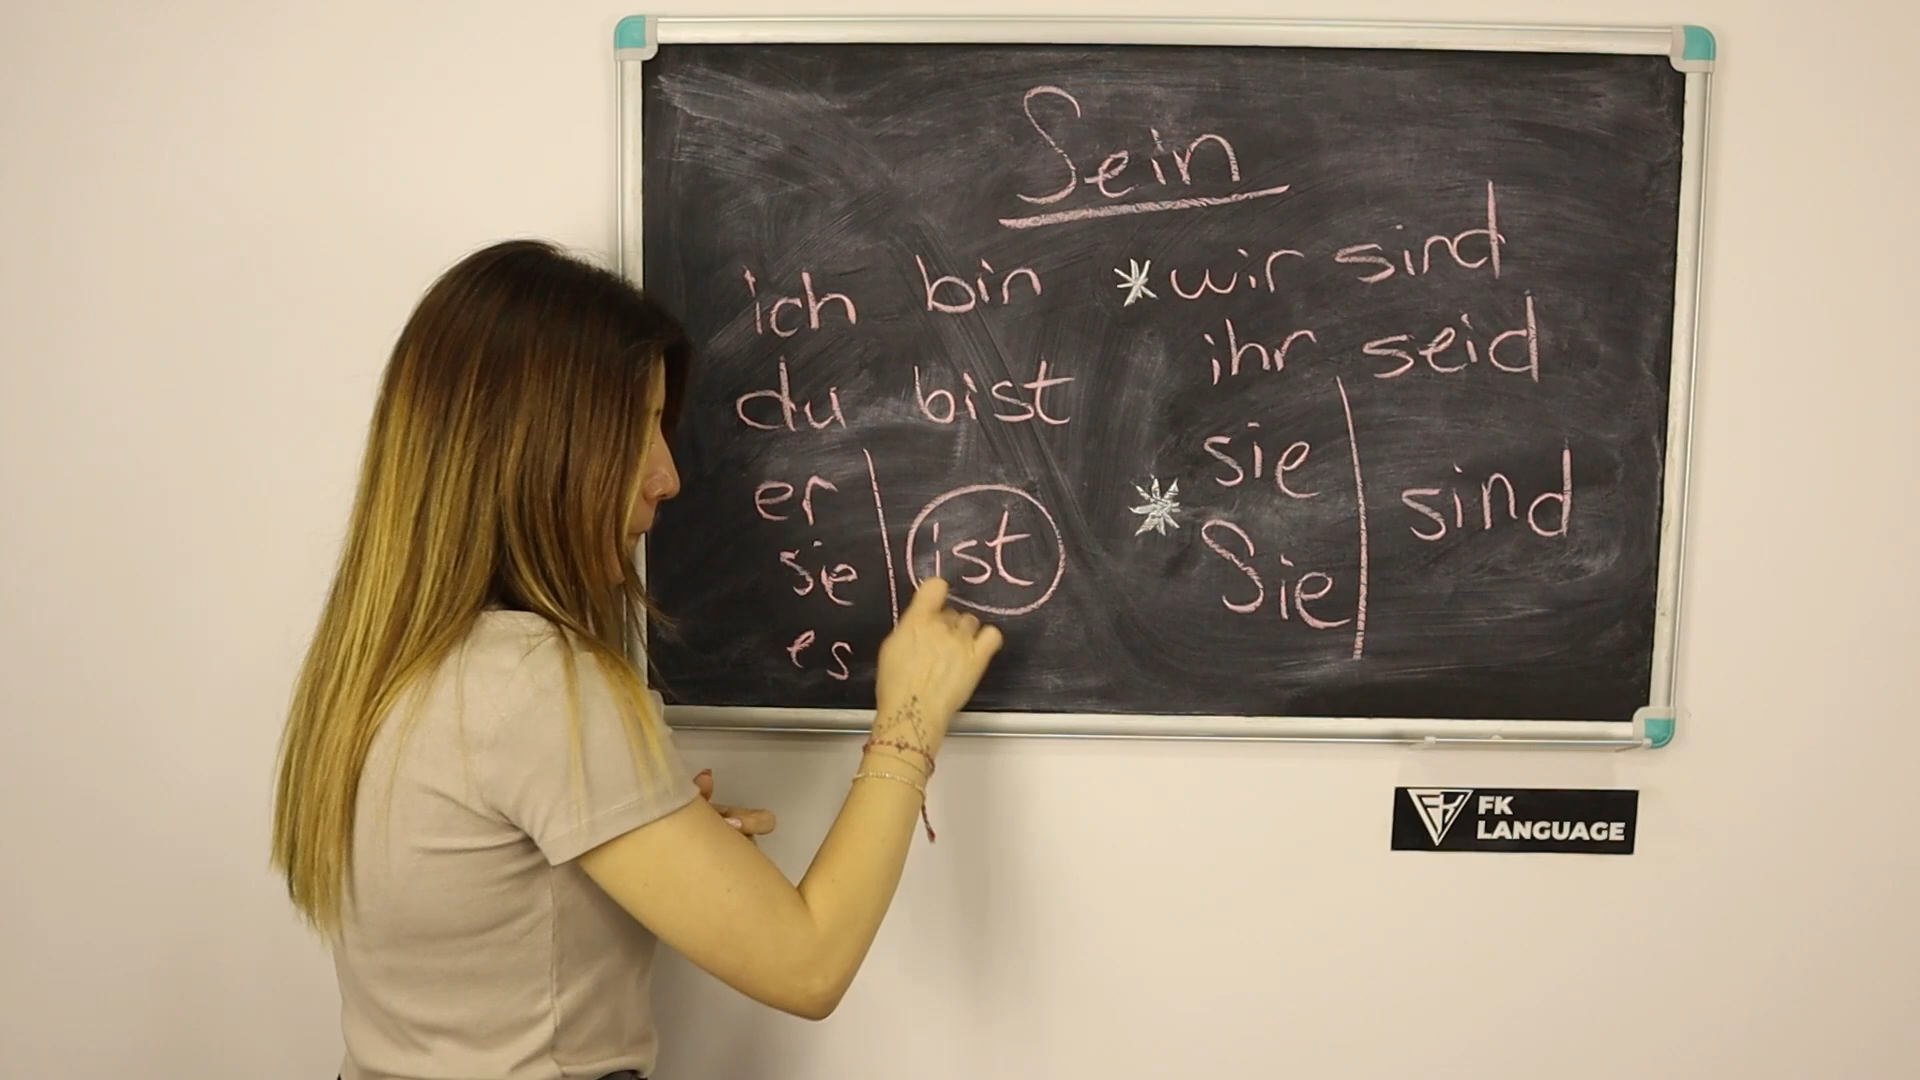 Sein
ich bin
du bist
er
sie
es
ist
* wir sind
ihr seid
* sie
Sie
sind
FK
LANGUAGE